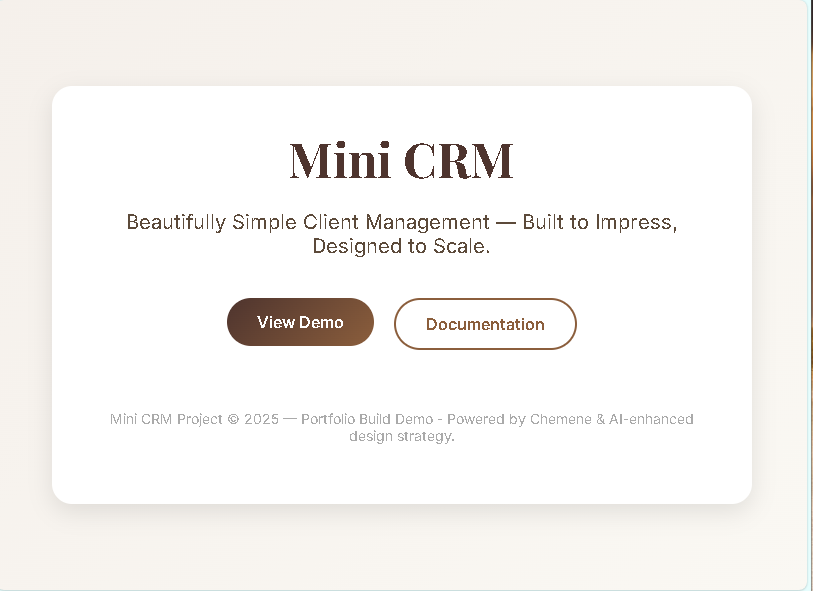 Mini CRM
Beautifully Simple Client Management — Built to Impress,
Designed to Scale.
View Demo
Documentation
Mini CRM Project © 2025 — Portfolio Build Demo - Powered by Chemene & AI-enhanced
design strategy.